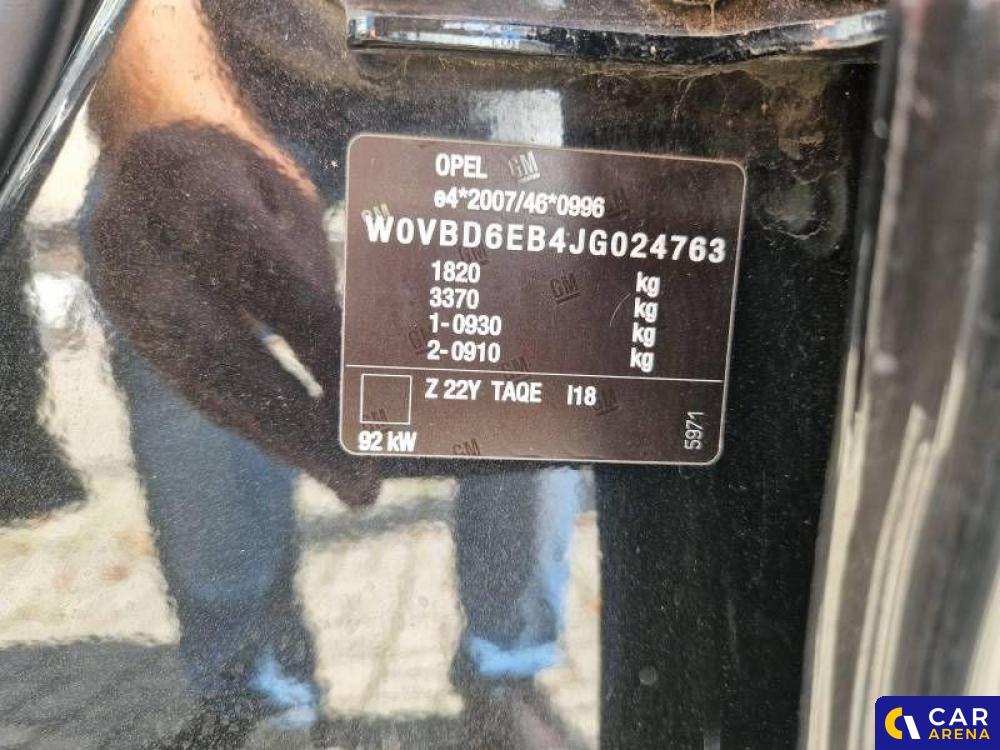 OPEL GM
e4*2007/46*0996
W0VBD6EB4JG024763
1820 kg
3370 kg
1-0930 kg
2-0910 kg
Z 22Y TAQE I18
92 kW
5971
CAR
ARENA